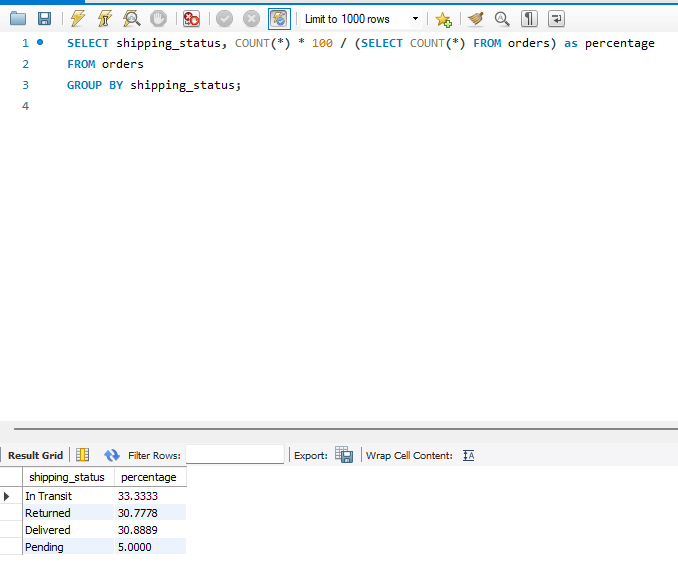 Limit to 1000 rows
1 SELECT shipping_status, COUNT(*) * 100 / (SELECT COUNT(*) FROM orders) as percentage
2 FROM orders
3 GROUP BY shipping_status;
4
Result Grid Filter Rows: Export: Wrap Cell Content: IA
shipping_status percentage
In Transit 33.3333
Returned 30.7778
Delivered 30.8889
Pending 5.0000